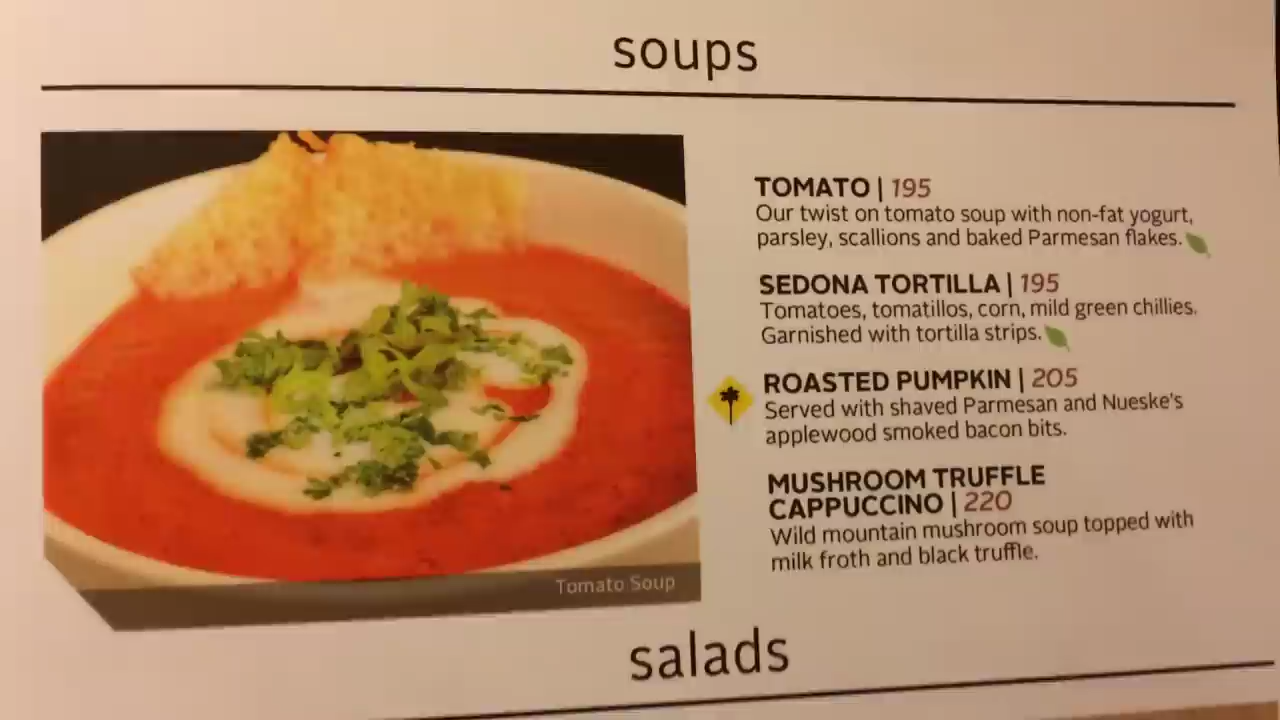 soups
TOMATO | 195
Our twist on tomato soup with non-fat yogurt,
parsley, scallions and baked Parmesan flakes.
SEDONA TORTILLA | 195
Tomatoes, tomatillos, corn, mild green chillies.
Garnished with tortilla strips.
ROASTED PUMPKIN | 205
Served with shaved Parmesan and Nueske's
applewood smoked bacon bits.
MUSHROOM TRUFFLE
CAPPUCCINO | 220
Wild mountain mushroom soup topped with
milk froth and black truffle.
Tomato Soup
salads